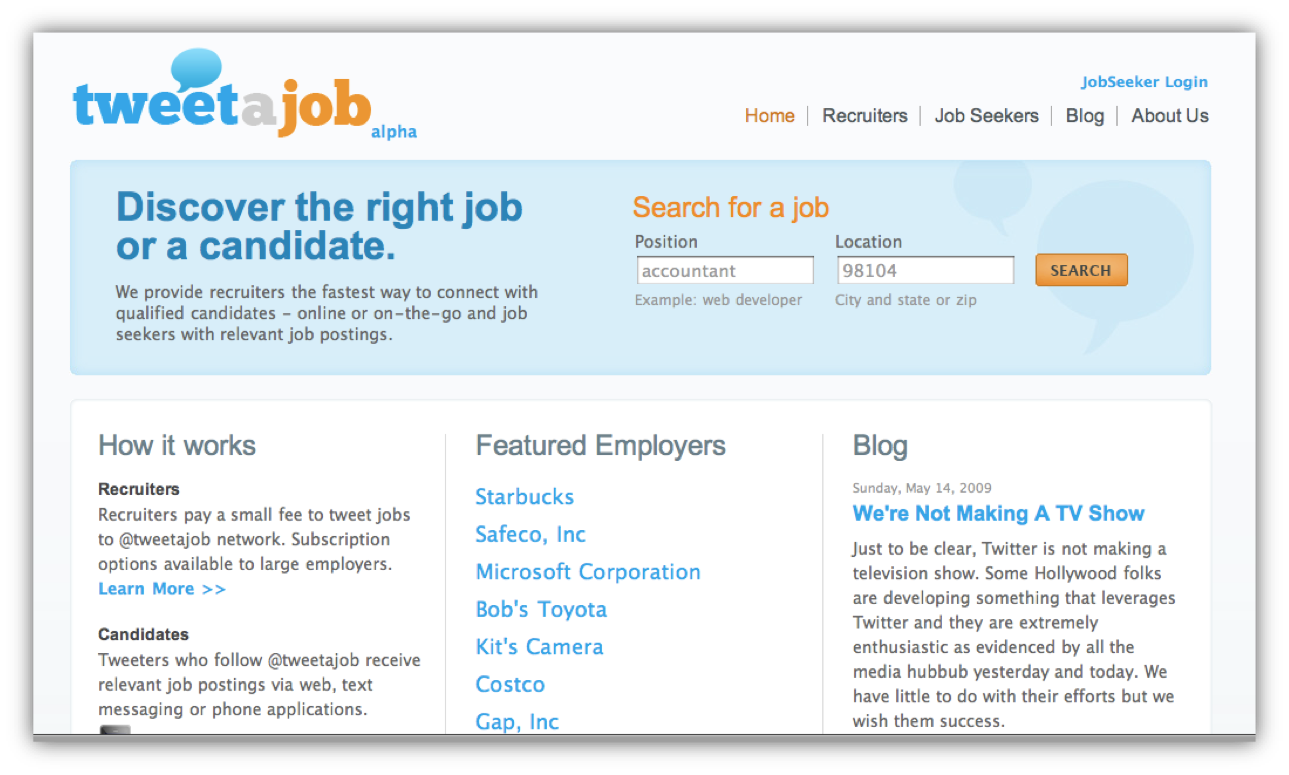 tweetajob
alpha
JobSeeker Login
Home
Recruiters
Job Seekers
Blog
About Us
Discover the right job
or a candidate.
We provide recruiters the fastest way to connect with
qualified candidates - online or on-the-go and job
seekers with relevant job postings.
Search for a job
Position
accountant
Example: web developer
Location
98104
City and state or zip
SEARCH
How it works
Recruiters
Recruiters pay a small fee to tweet jobs
to @tweetajob network. Subscription
options available to large employers.
Learn More >>
Candidates
Tweeters who follow @tweetajob receive
relevant job postings via web, text
messaging or phone applications.
Featured Employers
Starbucks
Safeco, Inc
Microsoft Corporation
Bob's Toyota
Kit's Camera
Costco
Gap, Inc
Blog
Sunday, May 14, 2009
We're Not Making A TV Show
Just to be clear, Twitter is not making a
television show. Some Hollywood folks
are developing something that leverages
Twitter and they are extremely
enthusiastic as evidenced by all the
media hubbub yesterday and today. We
have little to do with their efforts but we
wish them success.